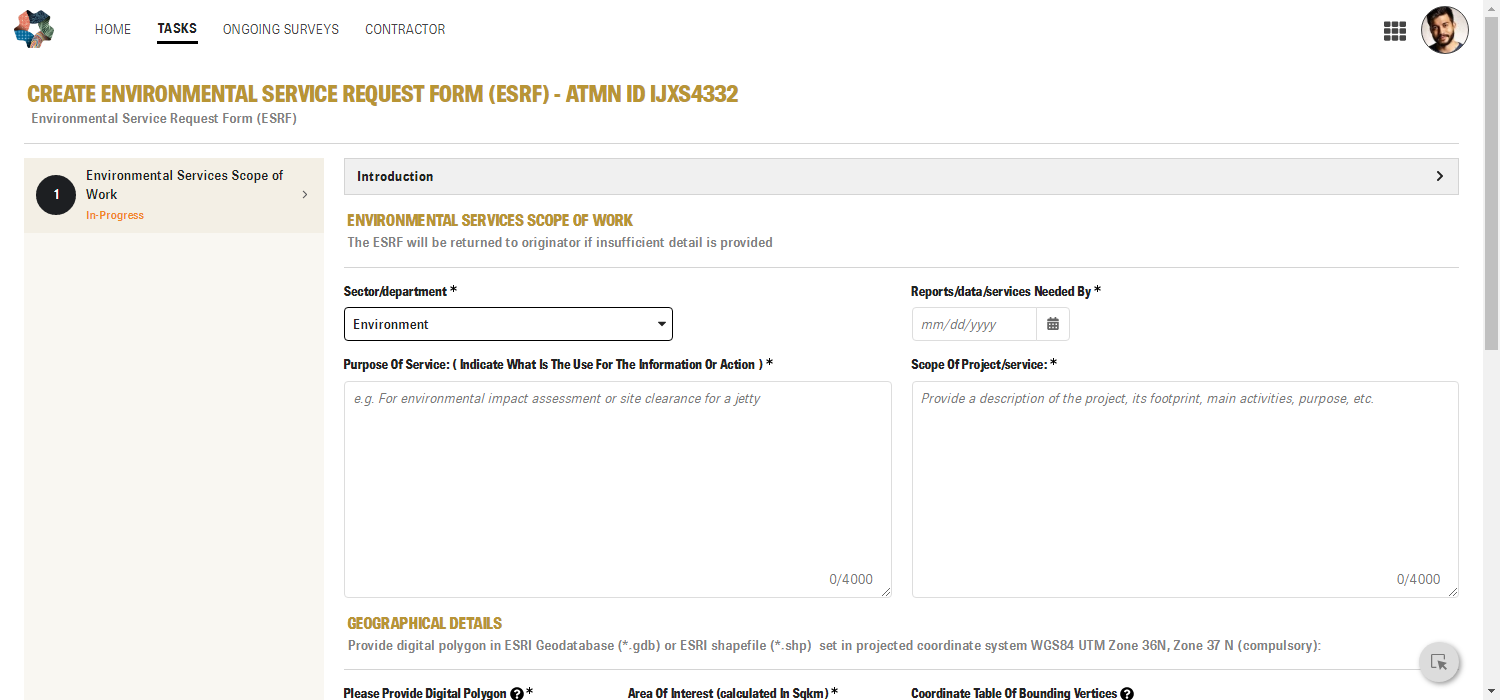 HOME TASKS ONGOING SURVEYS CONTRACTOR
CREATE ENVIRONMENTAL SERVICE REQUEST FORM (ESRF) - ATMN ID IJXS4332
Environmental Service Request Form (ESRF)
1
Environmental Services Scope of
Work
In-Progress
Introduction
ENVIRONMENTAL SERVICES SCOPE OF WORK
The ESRF will be returned to originator if insufficient detail is provided
Sector/department * Reports/data/services Needed By *
Environment mm/dd/yyyy
Purpose Of Service: ( Indicate What Is The Use For The Information Or Action ) * Scope Of Project/service: *
e.g. For environmental impact assessment or site clearance for a jetty Provide a description of the project, its footprint, main activities, purpose, etc.
0/4000 0/4000
GEOGRAPHICAL DETAILS
Provide digital polygon in ESRI Geodatabase (*.gdb) or ESRI shapefile (*.shp)  set in projected coordinate system WGS84 UTM Zone 36N, Zone 37 N (compulsory):
Please Provide Digital Polygon ? * Area Of Interest (calculated In Sqkm) * Coordinate Table Of Bounding Vertices ?